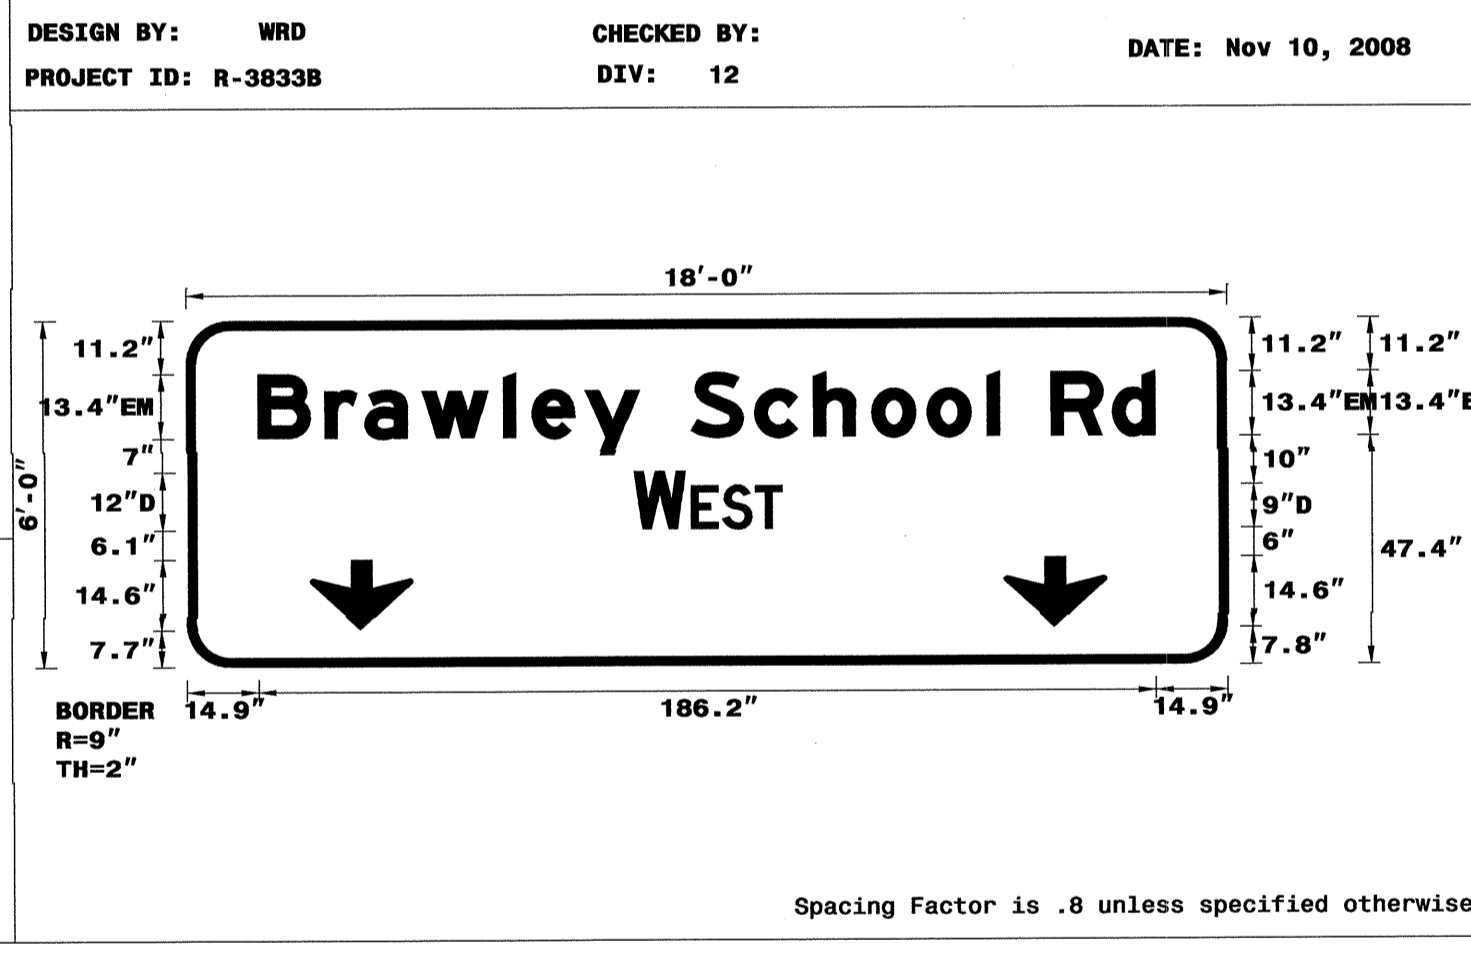 DESIGN BY: WRD
CHECKED BY:
DATE: Nov 10, 2008
PROJECT ID: R-3833B
DIV: 12
18'-0"
6'-0"
11.2"
13.4"EM
7"
12"D
6.1"
14.6"
7.7"
Brawley School Rd
WEST
11.2"
13.4"EM
10"
9"D
6"
14.6"
7.8"
11.2"
13.4"E
47.4"
14.9"
186.2"
14.9"
BORDER
R=9"
TH=2"
Spacing Factor is .8 unless specified otherwise